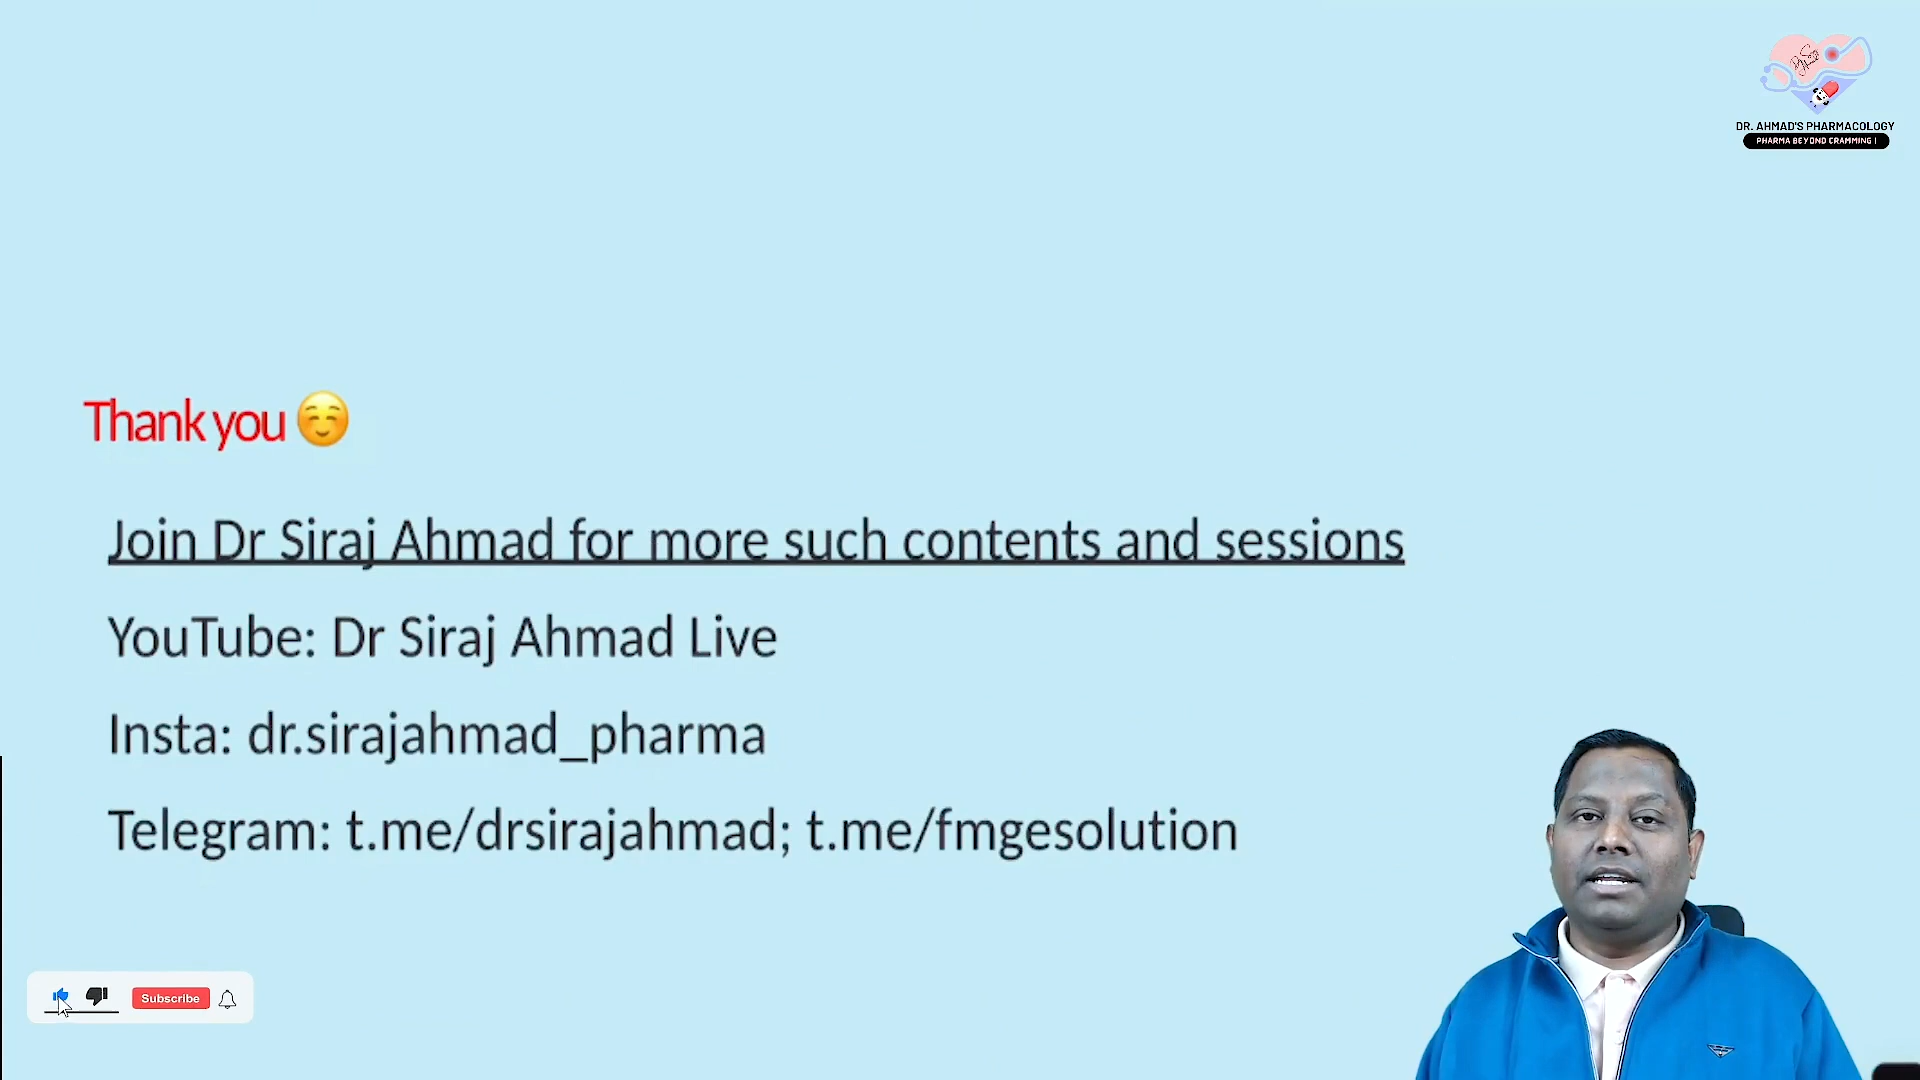 DR. AHMAD'S PHARMACOLOGY
PHARMA BEYOND CRAMMING !
Thank you ☺️
Join Dr Siraj Ahmad for more such contents and sessions
YouTube: Dr Siraj Ahmad Live
Insta: dr.sirajahmad_pharma
Telegram: t.me/drsirajahmad; t.me/fmgesolution
Subscribe